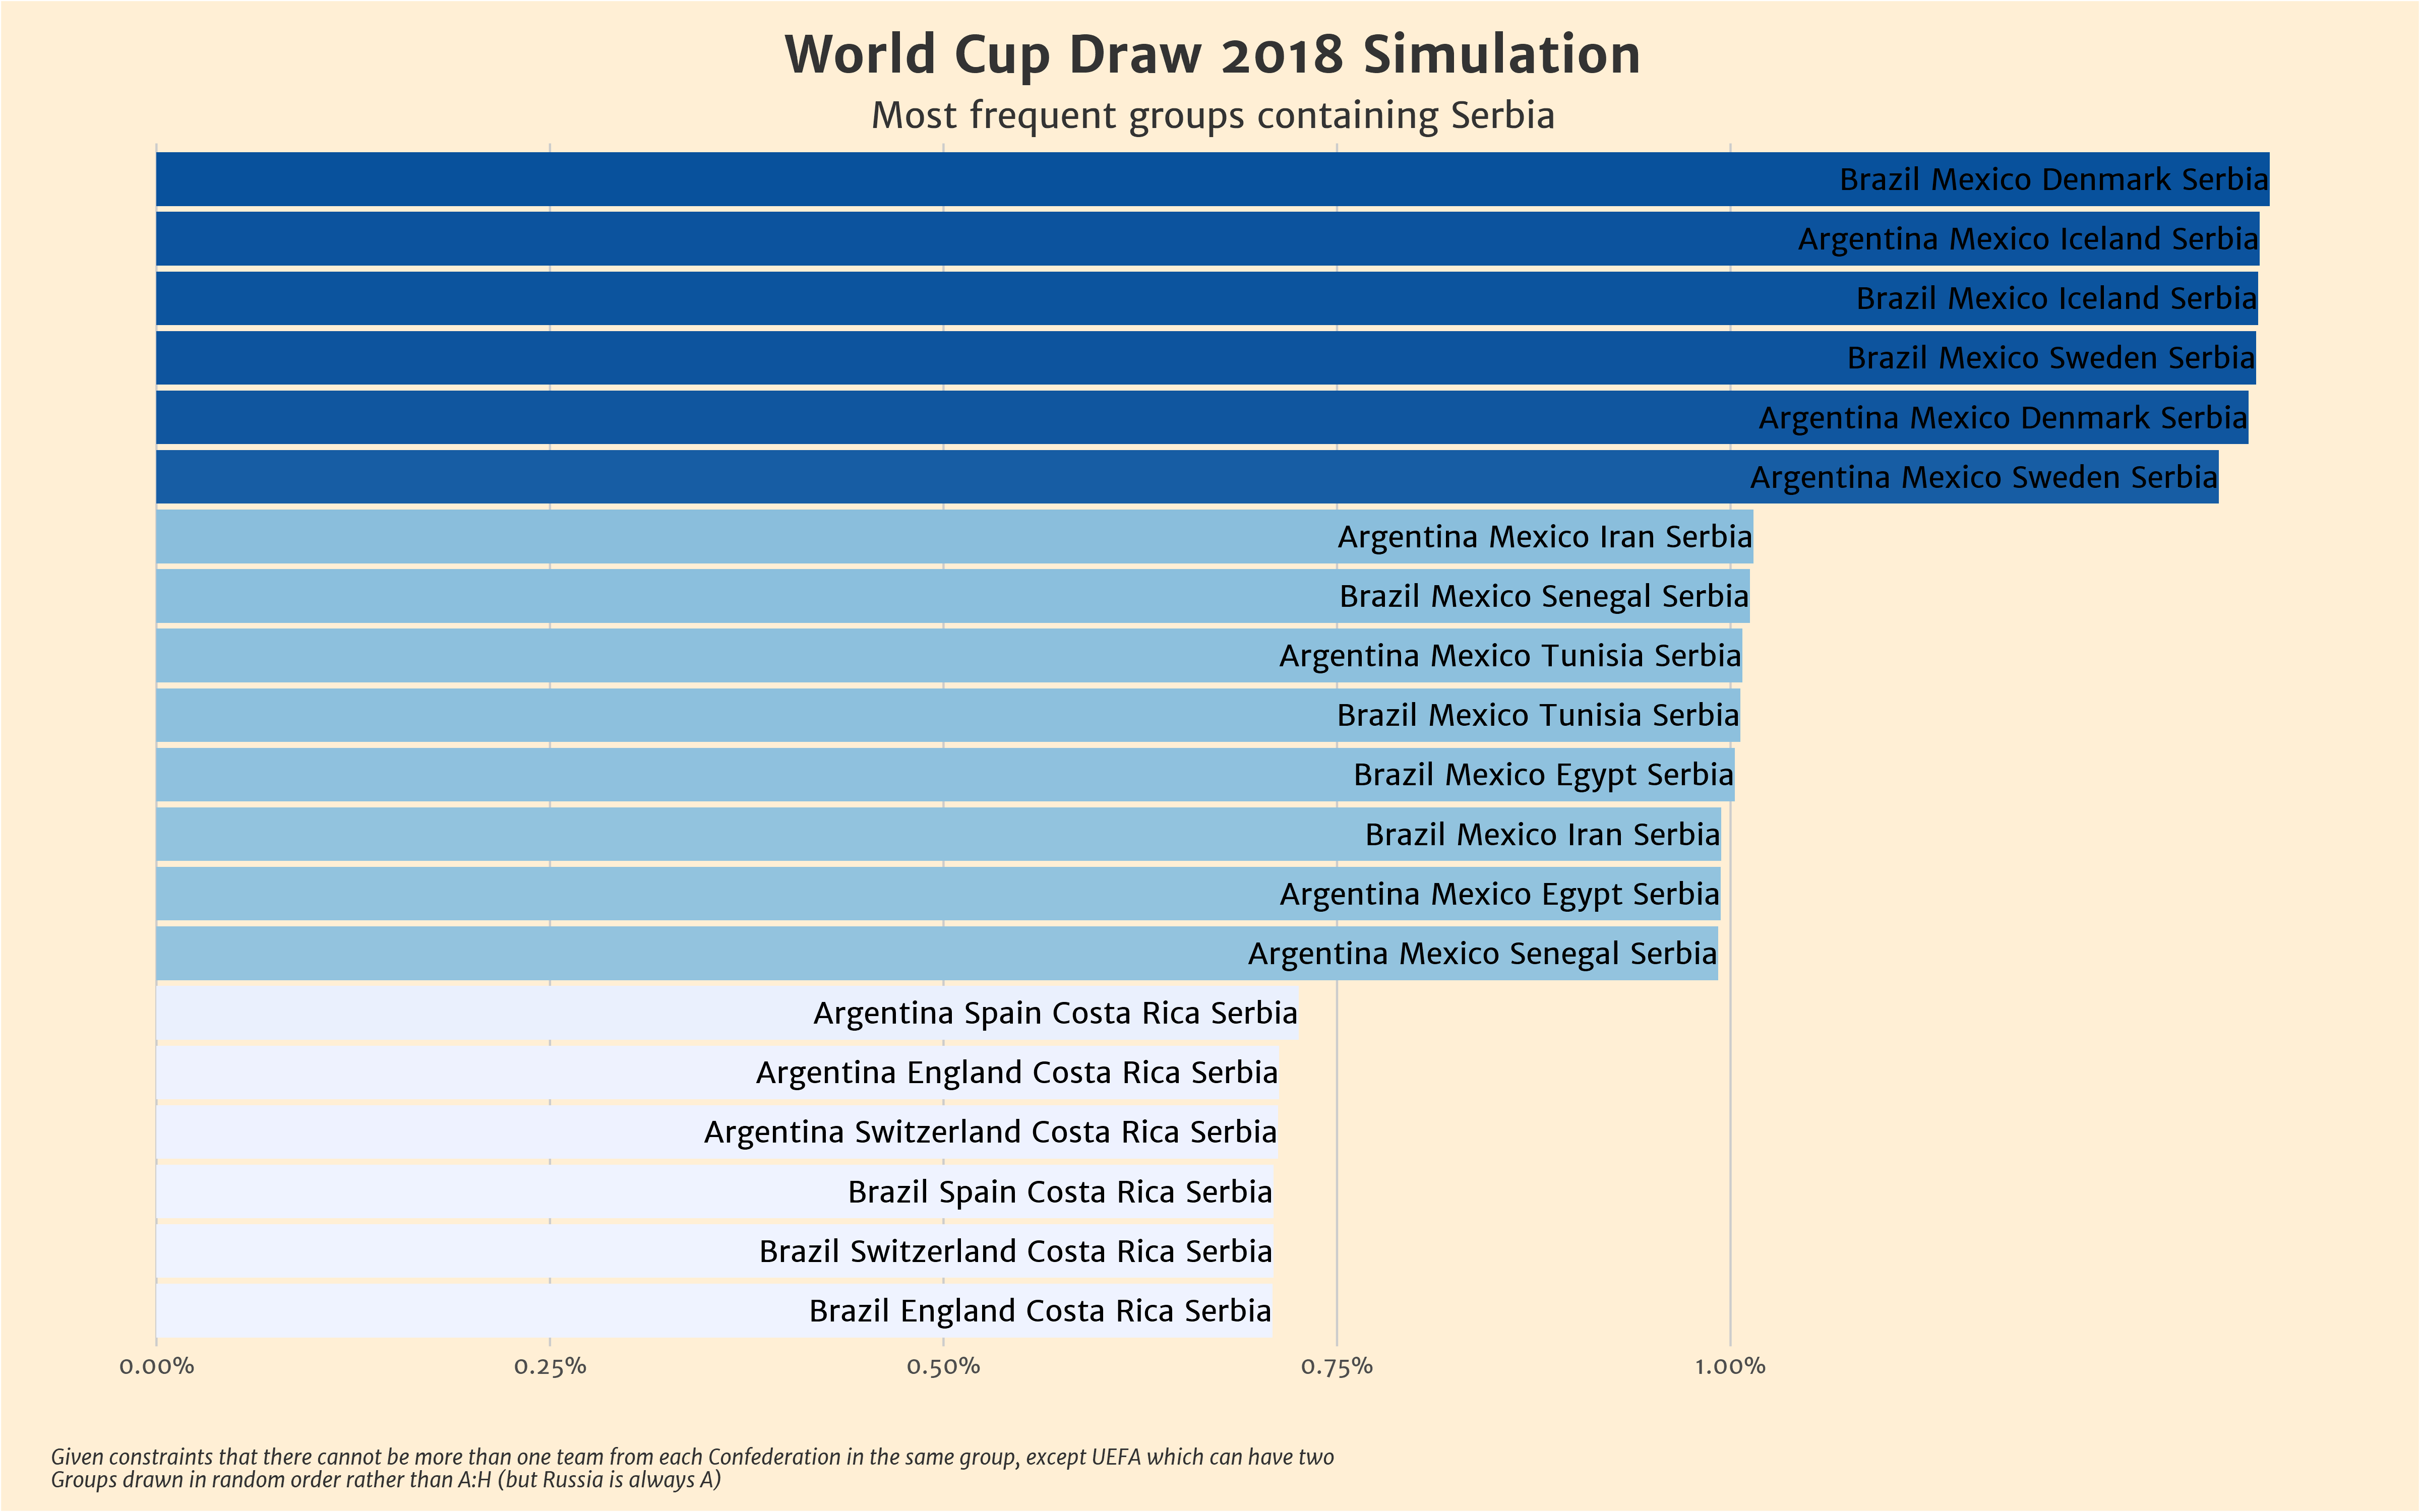 World Cup Draw 2018 Simulation
Most frequent groups containing Serbia
Brazil Mexico Denmark Serbia
Argentina Mexico Iceland Serbia
Brazil Mexico Iceland Serbia
Brazil Mexico Sweden Serbia
Argentina Mexico Denmark Serbia
Argentina Mexico Sweden Serbia
Argentina Mexico Iran Serbia
Brazil Mexico Senegal Serbia
Argentina Mexico Tunisia Serbia
Brazil Mexico Tunisia Serbia
Brazil Mexico Egypt Serbia
Brazil Mexico Iran Serbia
Argentina Mexico Egypt Serbia
Argentina Mexico Senegal Serbia
Argentina Spain Costa Rica Serbia
Argentina England Costa Rica Serbia
Argentina Switzerland Costa Rica Serbia
Brazil Spain Costa Rica Serbia
Brazil Switzerland Costa Rica Serbia
Brazil England Costa Rica Serbia
0.00% 0.25% 0.50% 0.75% 1.00%
Given constraints that there cannot be more than one team from each Confederation in the same group, except UEFA which can have two
Groups drawn in random order rather than A:H (but Russia is always A)